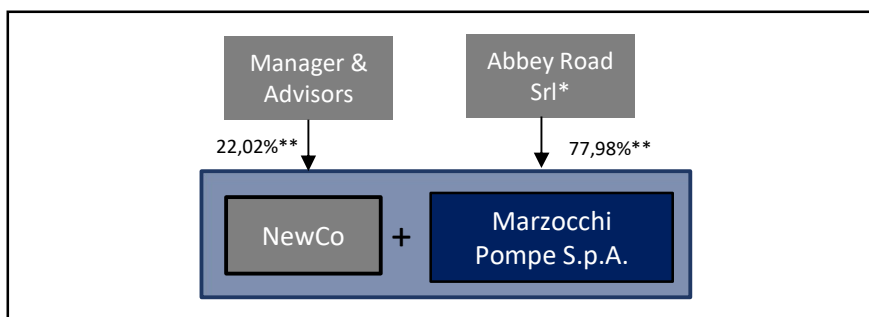 Manager &
Advisors
Abbey Road
Srl*
22,02%**
77,98%**
NewCo
+
Marzocchi
Pompe S.p.A.